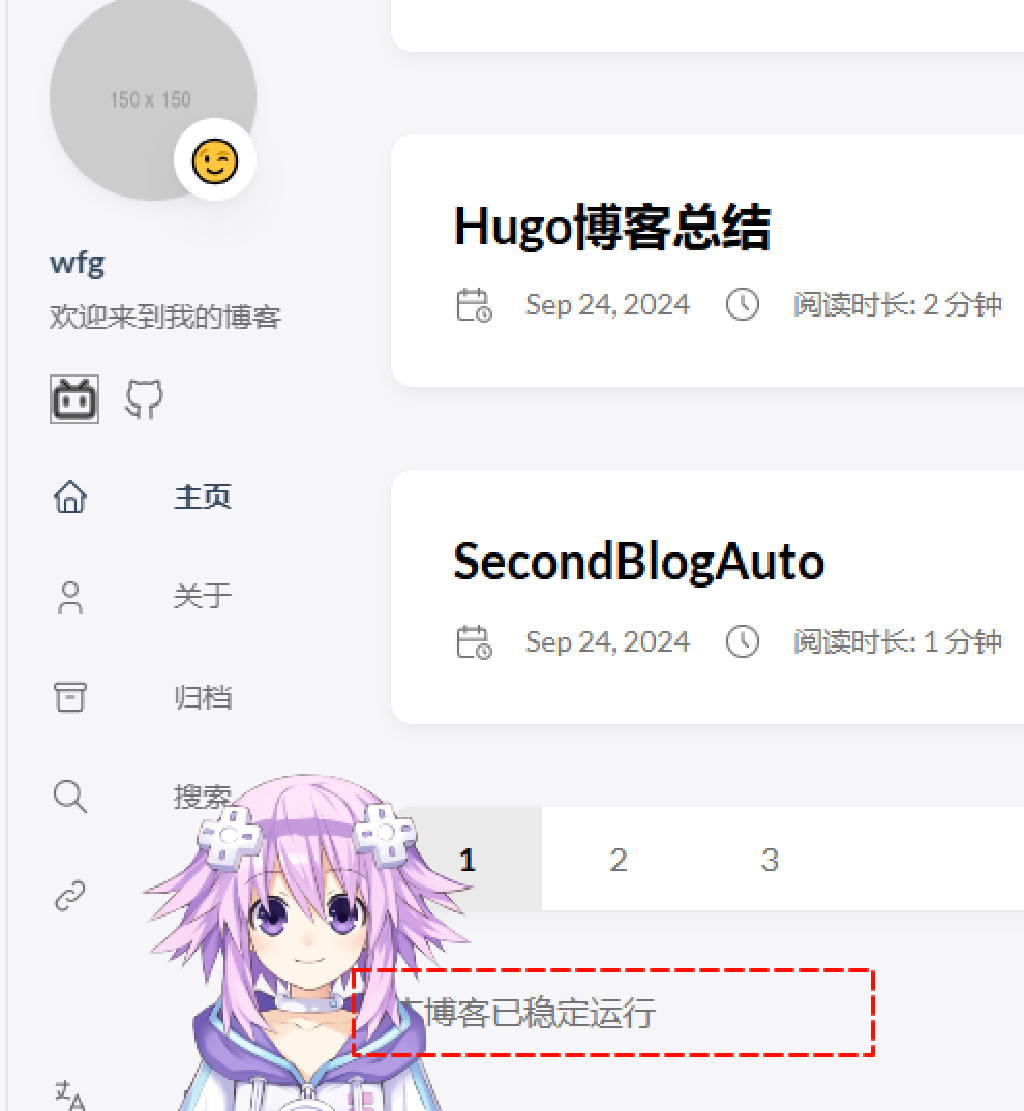 150 x 150
wfg
欢迎来到我的博客
主页
关于
归档
搜索
Hugo博客总结
Sep 24, 2024 阅读时长: 2 分钟
SecondBlogAuto
Sep 24, 2024 阅读时长: 1 分钟
1 2 3
本博客已稳定运行